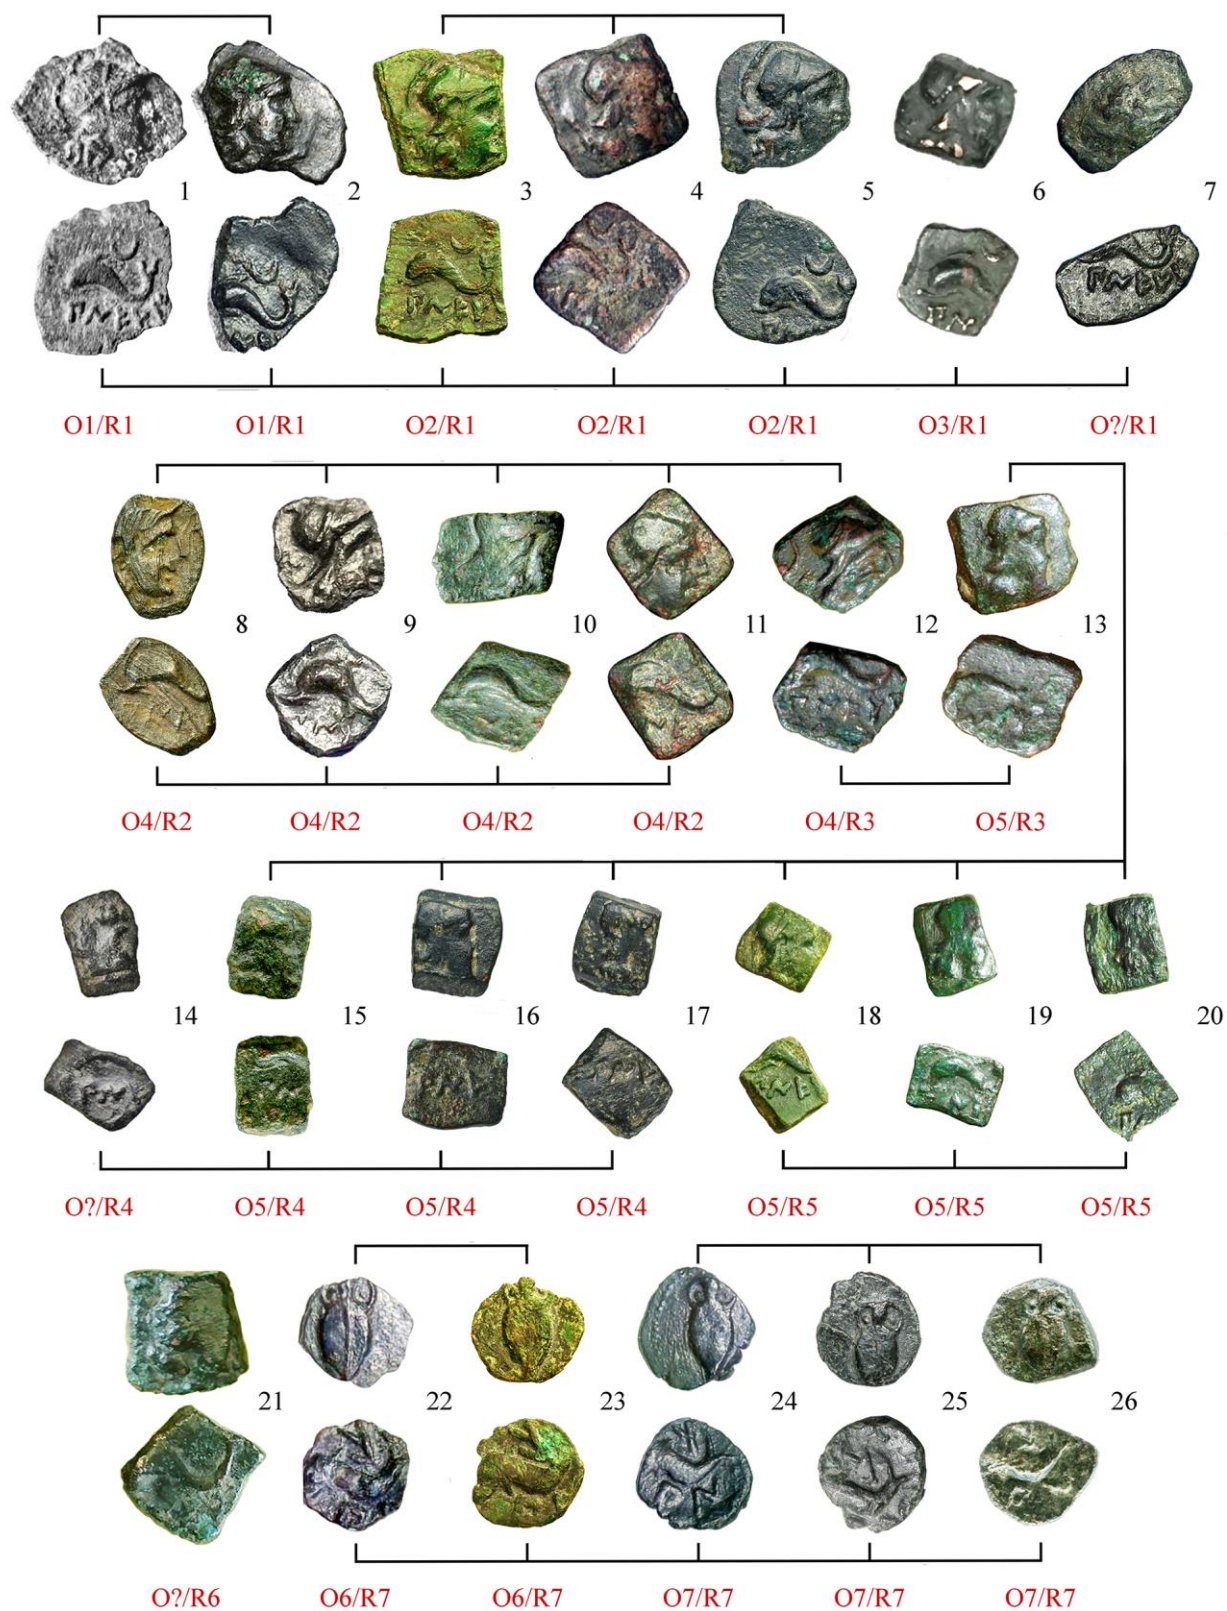 1 2 3 4 5 6 7
O1/R1 O1/R1 O2/R1 O2/R1 O2/R1 O3/R1 O?/R1
8 9 10 11 12 13
O4/R2 O4/R2 O4/R2 O4/R2 O4/R3 O5/R3
14 15 16 17 18 19 20
O?/R4 O5/R4 O5/R4 O5/R4 O5/R5 O5/R5 O5/R5
21 22 23 24 25 26
O?/R6 O6/R7 O6/R7 O7/R7 O7/R7 O7/R7